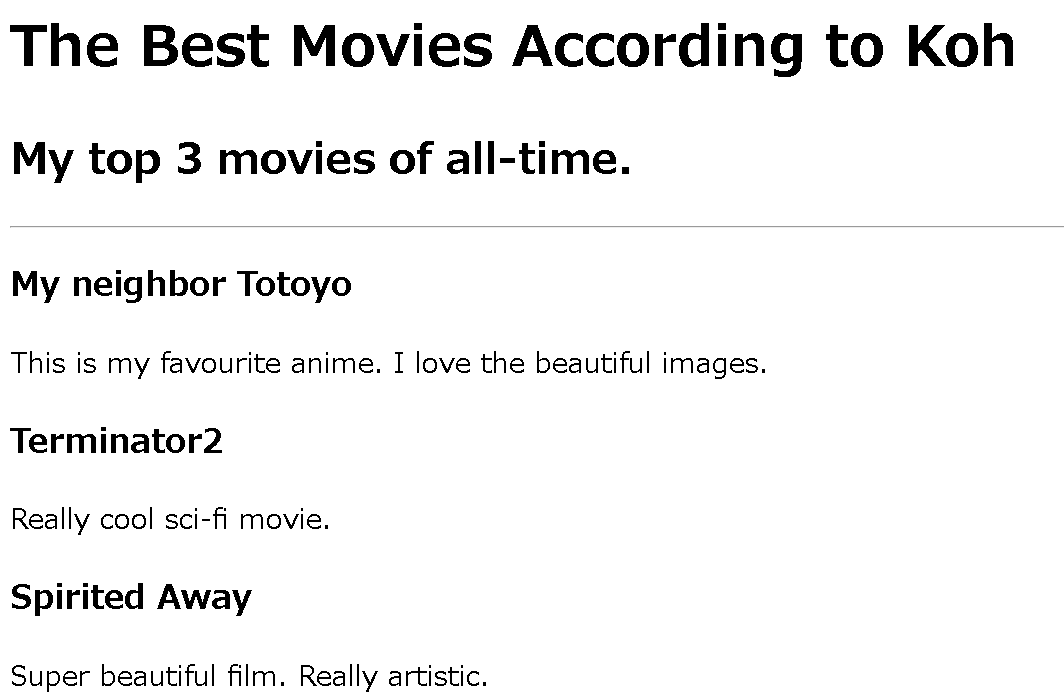 The Best Movies According to Koh
My top 3 movies of all-time.
My neighbor Totoyo
This is my favourite anime. I love the beautiful images.
Terminator2
Really cool sci-fi movie.
Spirited Away
Super beautiful film. Really artistic.